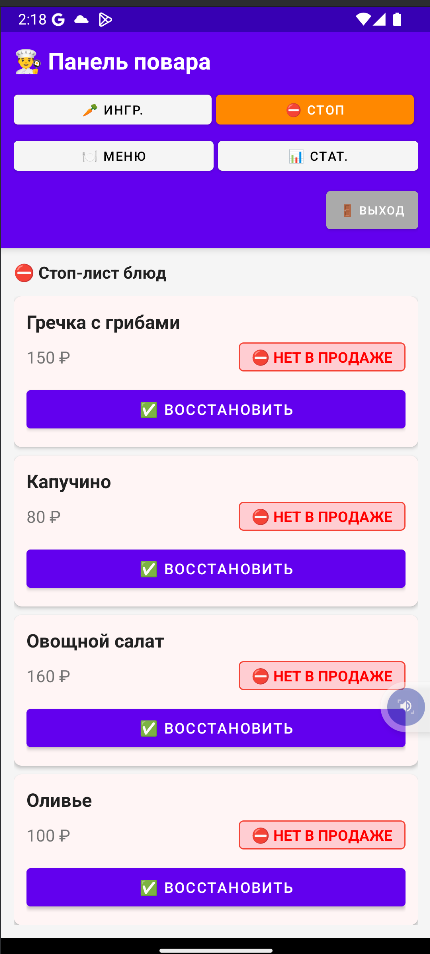 2:18
👨‍🍳 Панель повара
🥕 ИНГР.
⛔ СТОП
🍽️ МЕНЮ
📊 СТАТ.
🚪 ВЫХОД
⛔ Стоп-лист блюд
Гречка с грибами
150 ₽
⛔ НЕТ В ПРОДАЖЕ
✅ ВОССТАНОВИТЬ
Капучино
80 ₽
⛔ НЕТ В ПРОДАЖЕ
✅ ВОССТАНОВИТЬ
Овощной салат
160 ₽
⛔ НЕТ В ПРОДАЖЕ
✅ ВОССТАНОВИТЬ
Оливье
100 ₽
⛔ НЕТ В ПРОДАЖЕ
✅ ВОССТАНОВИТЬ